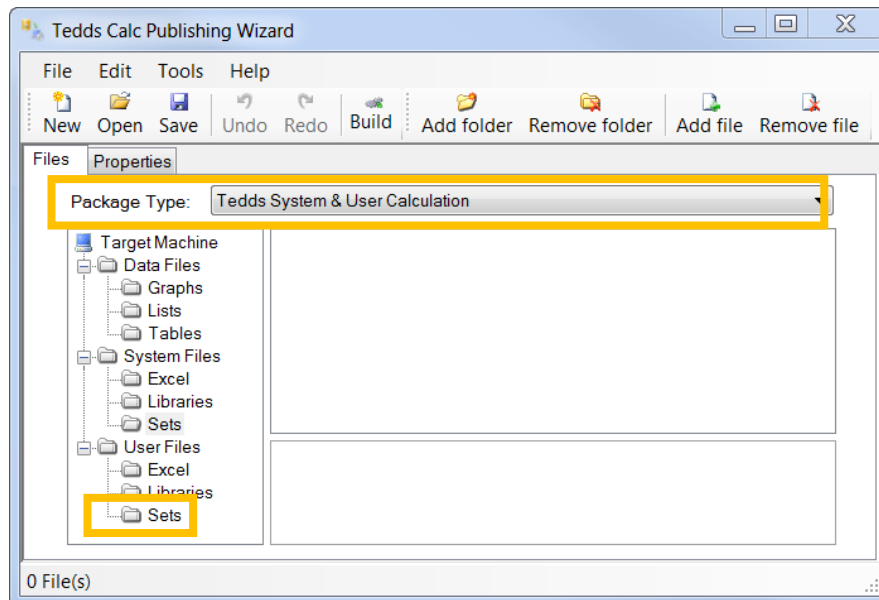 Tedds Calc Publishing Wizard
File Edit Tools Help
New Open Save Undo Redo Build Add folder Remove folder Add file Remove file
Files Properties
Package Type: Tedds System & User Calculation
Target Machine
Data Files
Graphs
Lists
Tables
System Files
Excel
Libraries
Sets
User Files
Excel
Libraries
Sets
0 File(s)